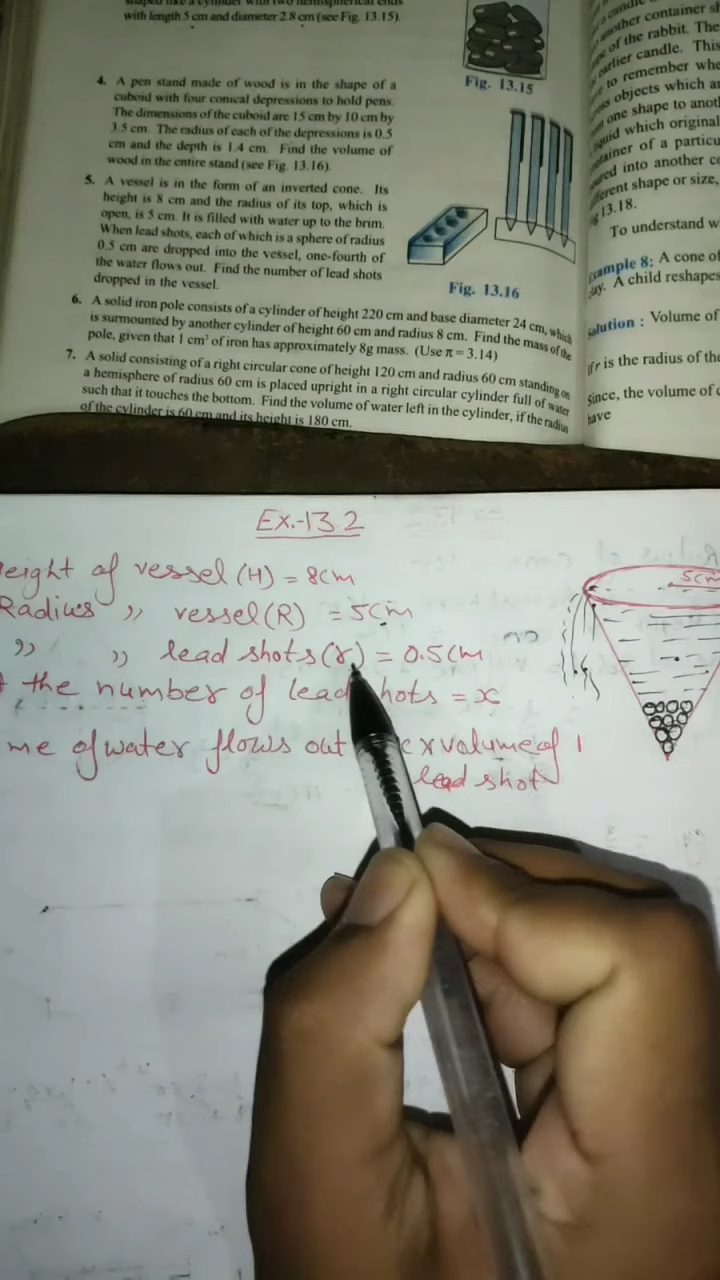 with length 5 cm and diameter 2.8 cm (see Fig. 13.15).
Fig. 13.15
4. A pen stand made of wood is in the shape of a
cuboid with four conical depressions to hold pens.
The dimensions of the cuboid are 15 cm by 10 cm by
3.5 cm. The radius of each of the depressions is 0.5
cm and the depth is 1.4 cm. Find the volume of
wood in the entire stand (see Fig. 13.16).
5. A vessel is in the form of an inverted cone. Its
height is 8 cm and the radius of its top, which is
open, is 5 cm. It is filled with water up to the brim.
When lead shots, each of which is a sphere of radius
0.5 cm are dropped into the vessel, one-fourth of
the water flows out. Find the number of lead shots
dropped in the vessel.
Fig. 13.16
6. A solid iron pole consists of a cylinder of height 220 cm and base diameter 24 cm, which
is surmounted by another cylinder of height 60 cm and radius 8 cm. Find the mass of the
pole, given that 1 cm³ of iron has approximately 8g mass. (Use π = 3.14)
7. A solid consisting of a right circular cone of height 120 cm and radius 60 cm standing on
a hemisphere of radius 60 cm is placed upright in a right circular cylinder full of water
such that it touches the bottom. Find the volume of water left in the cylinder, if the radius
of the cylinder is 60 cm and its height is 180 cm.
another container
of the rabbit. The
earlier candle. This
to remember
objects which
one shape to
which original
of a
into another
shape or size,
13.18.
To understand
Example 8: A cone of
A child reshapes
Solution : Volume of
If r is the radius of the
Since, the volume of
have
Ex.-13.2
eight of vessel (H) = 8cm
Radius ,, vessel(R) = 5cm
,, ,, lead shots(r) = 0.5cm
the number of lead shots = x
me of water flows out x volume of 1
lead shot
5cm